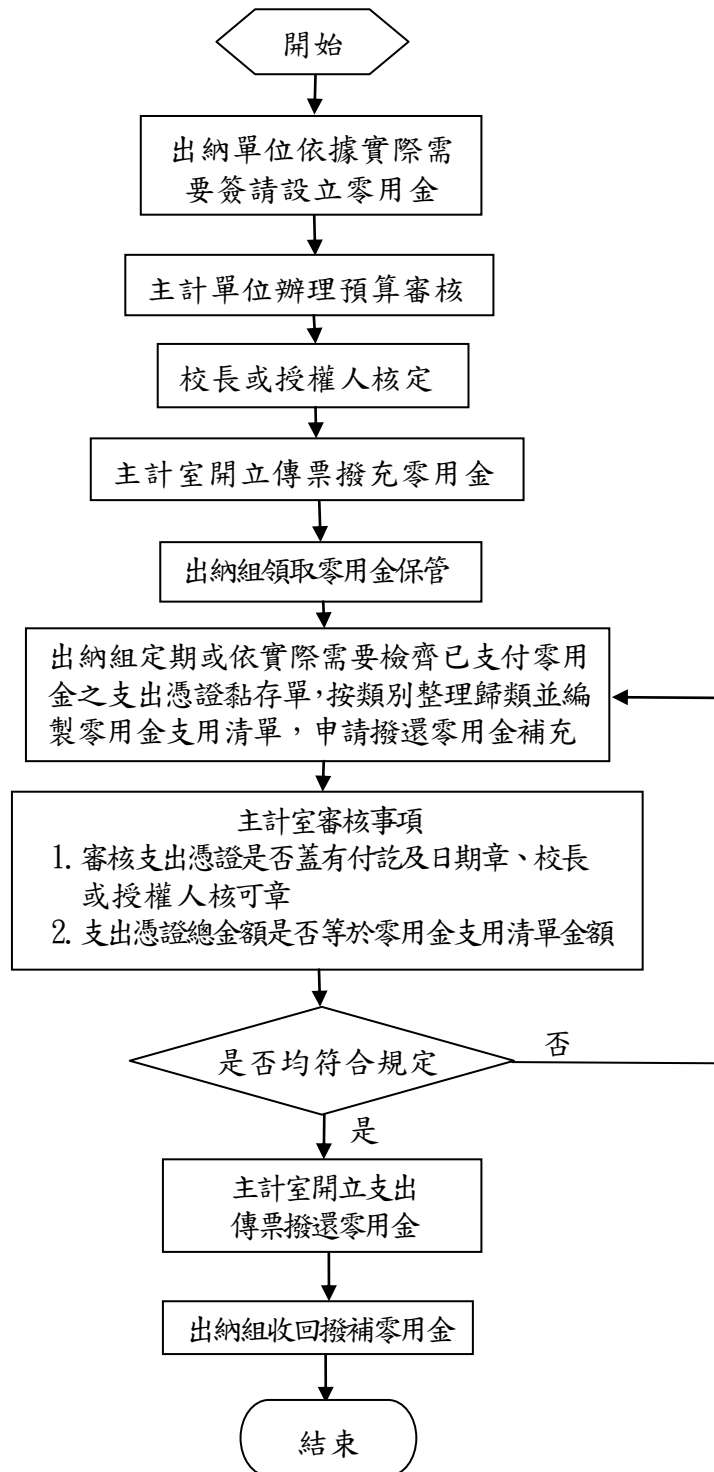 開始
出納單位依據實際需
要簽請設立零用金
主計單位辦理預算審核
校長或授權人核定
主計室開立傳票撥充零用金
出納組領取零用金保管
出納組定期或依實際需要檢齊已支付零用
金之支出憑證黏存單，按類別整理歸類並編
製零用金支用清單，申請撥還零用金補充
主計室審核事項
1. 審核支出憑證是否蓋有付訖及日期章、校長
或授權人核可章
2. 支出憑證總金額是否等於零用金支用清單金額
是否均符合規定
否
是
主計室開立支出
傳票撥還零用金
出納組收回撥補零用金
結束